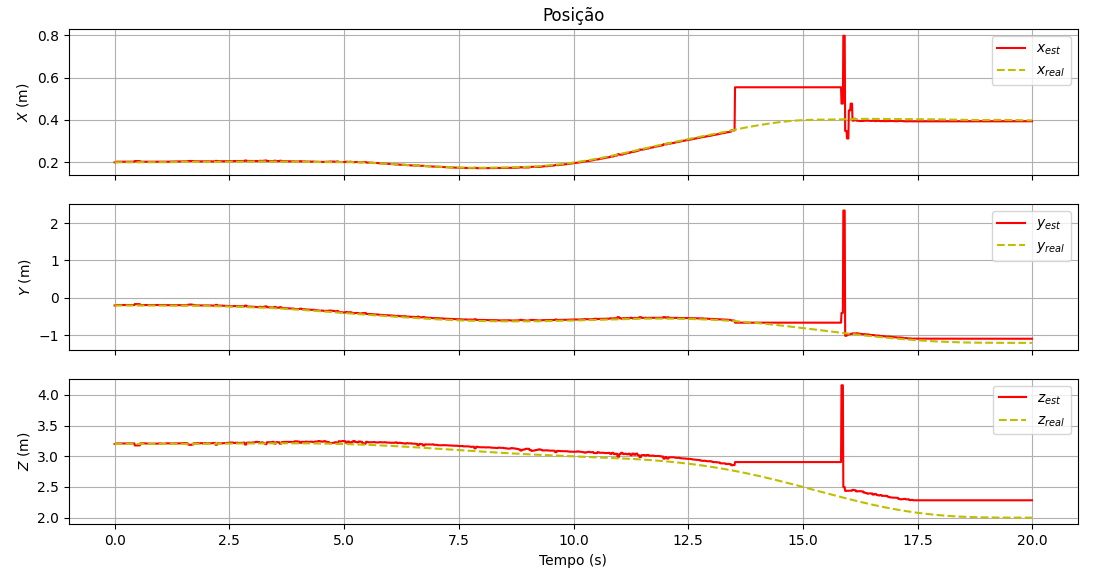 Posição
0.8
0.6
0.4
0.2
X (m)
x_est
x_real
2
1
0
−1
Y (m)
y_est
y_real
4.0
3.5
3.0
2.5
2.0
Z (m)
z_est
z_real
0.0 2.5 5.0 7.5 10.0 12.5 15.0 17.5 20.0
Tempo (s)